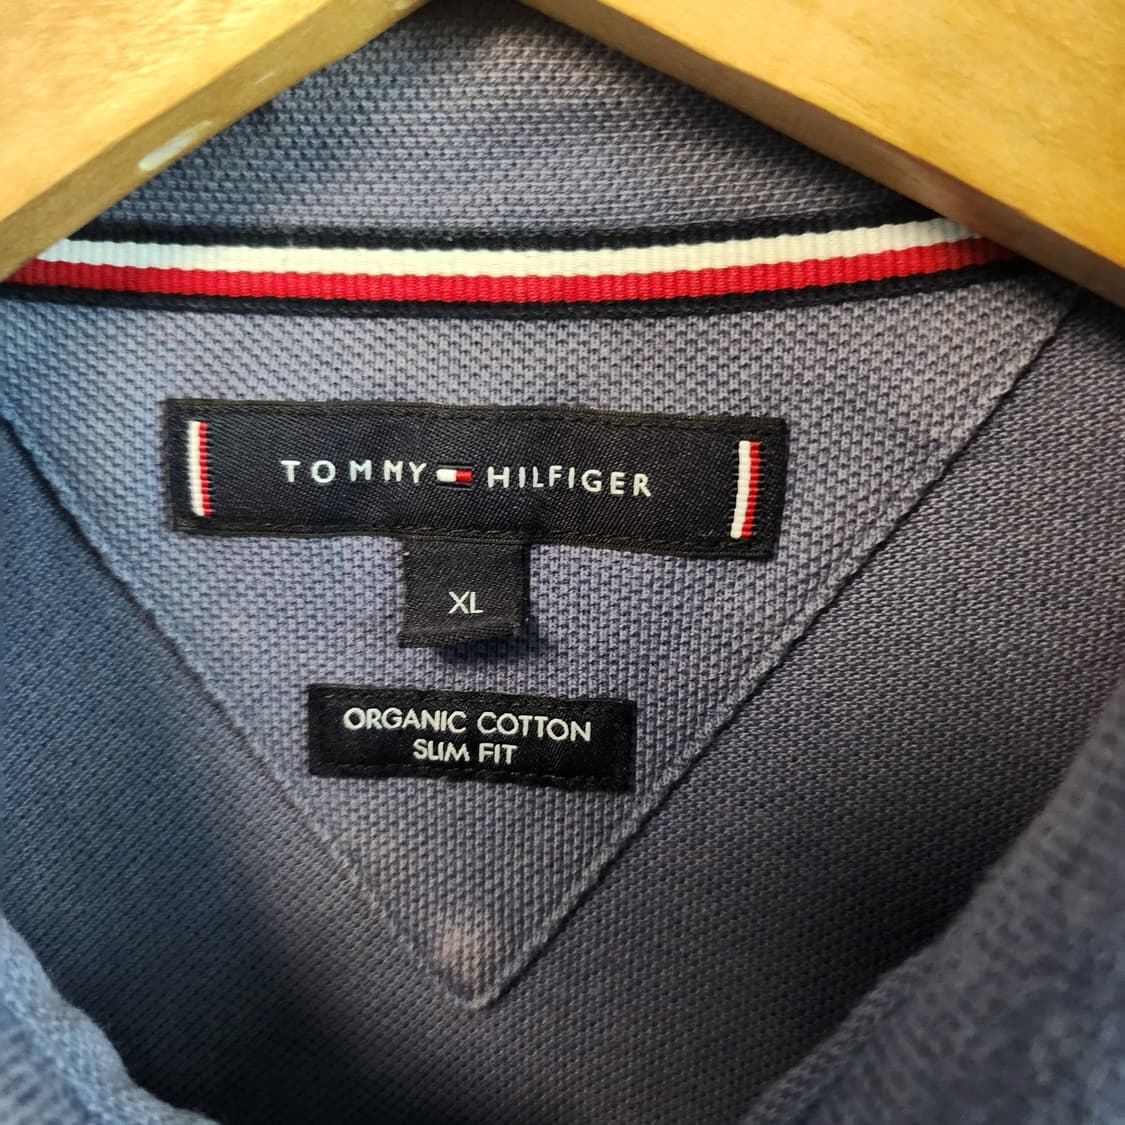 TOMMY HILFIGER
XL
ORGANIC COTTON
SLIM FIT